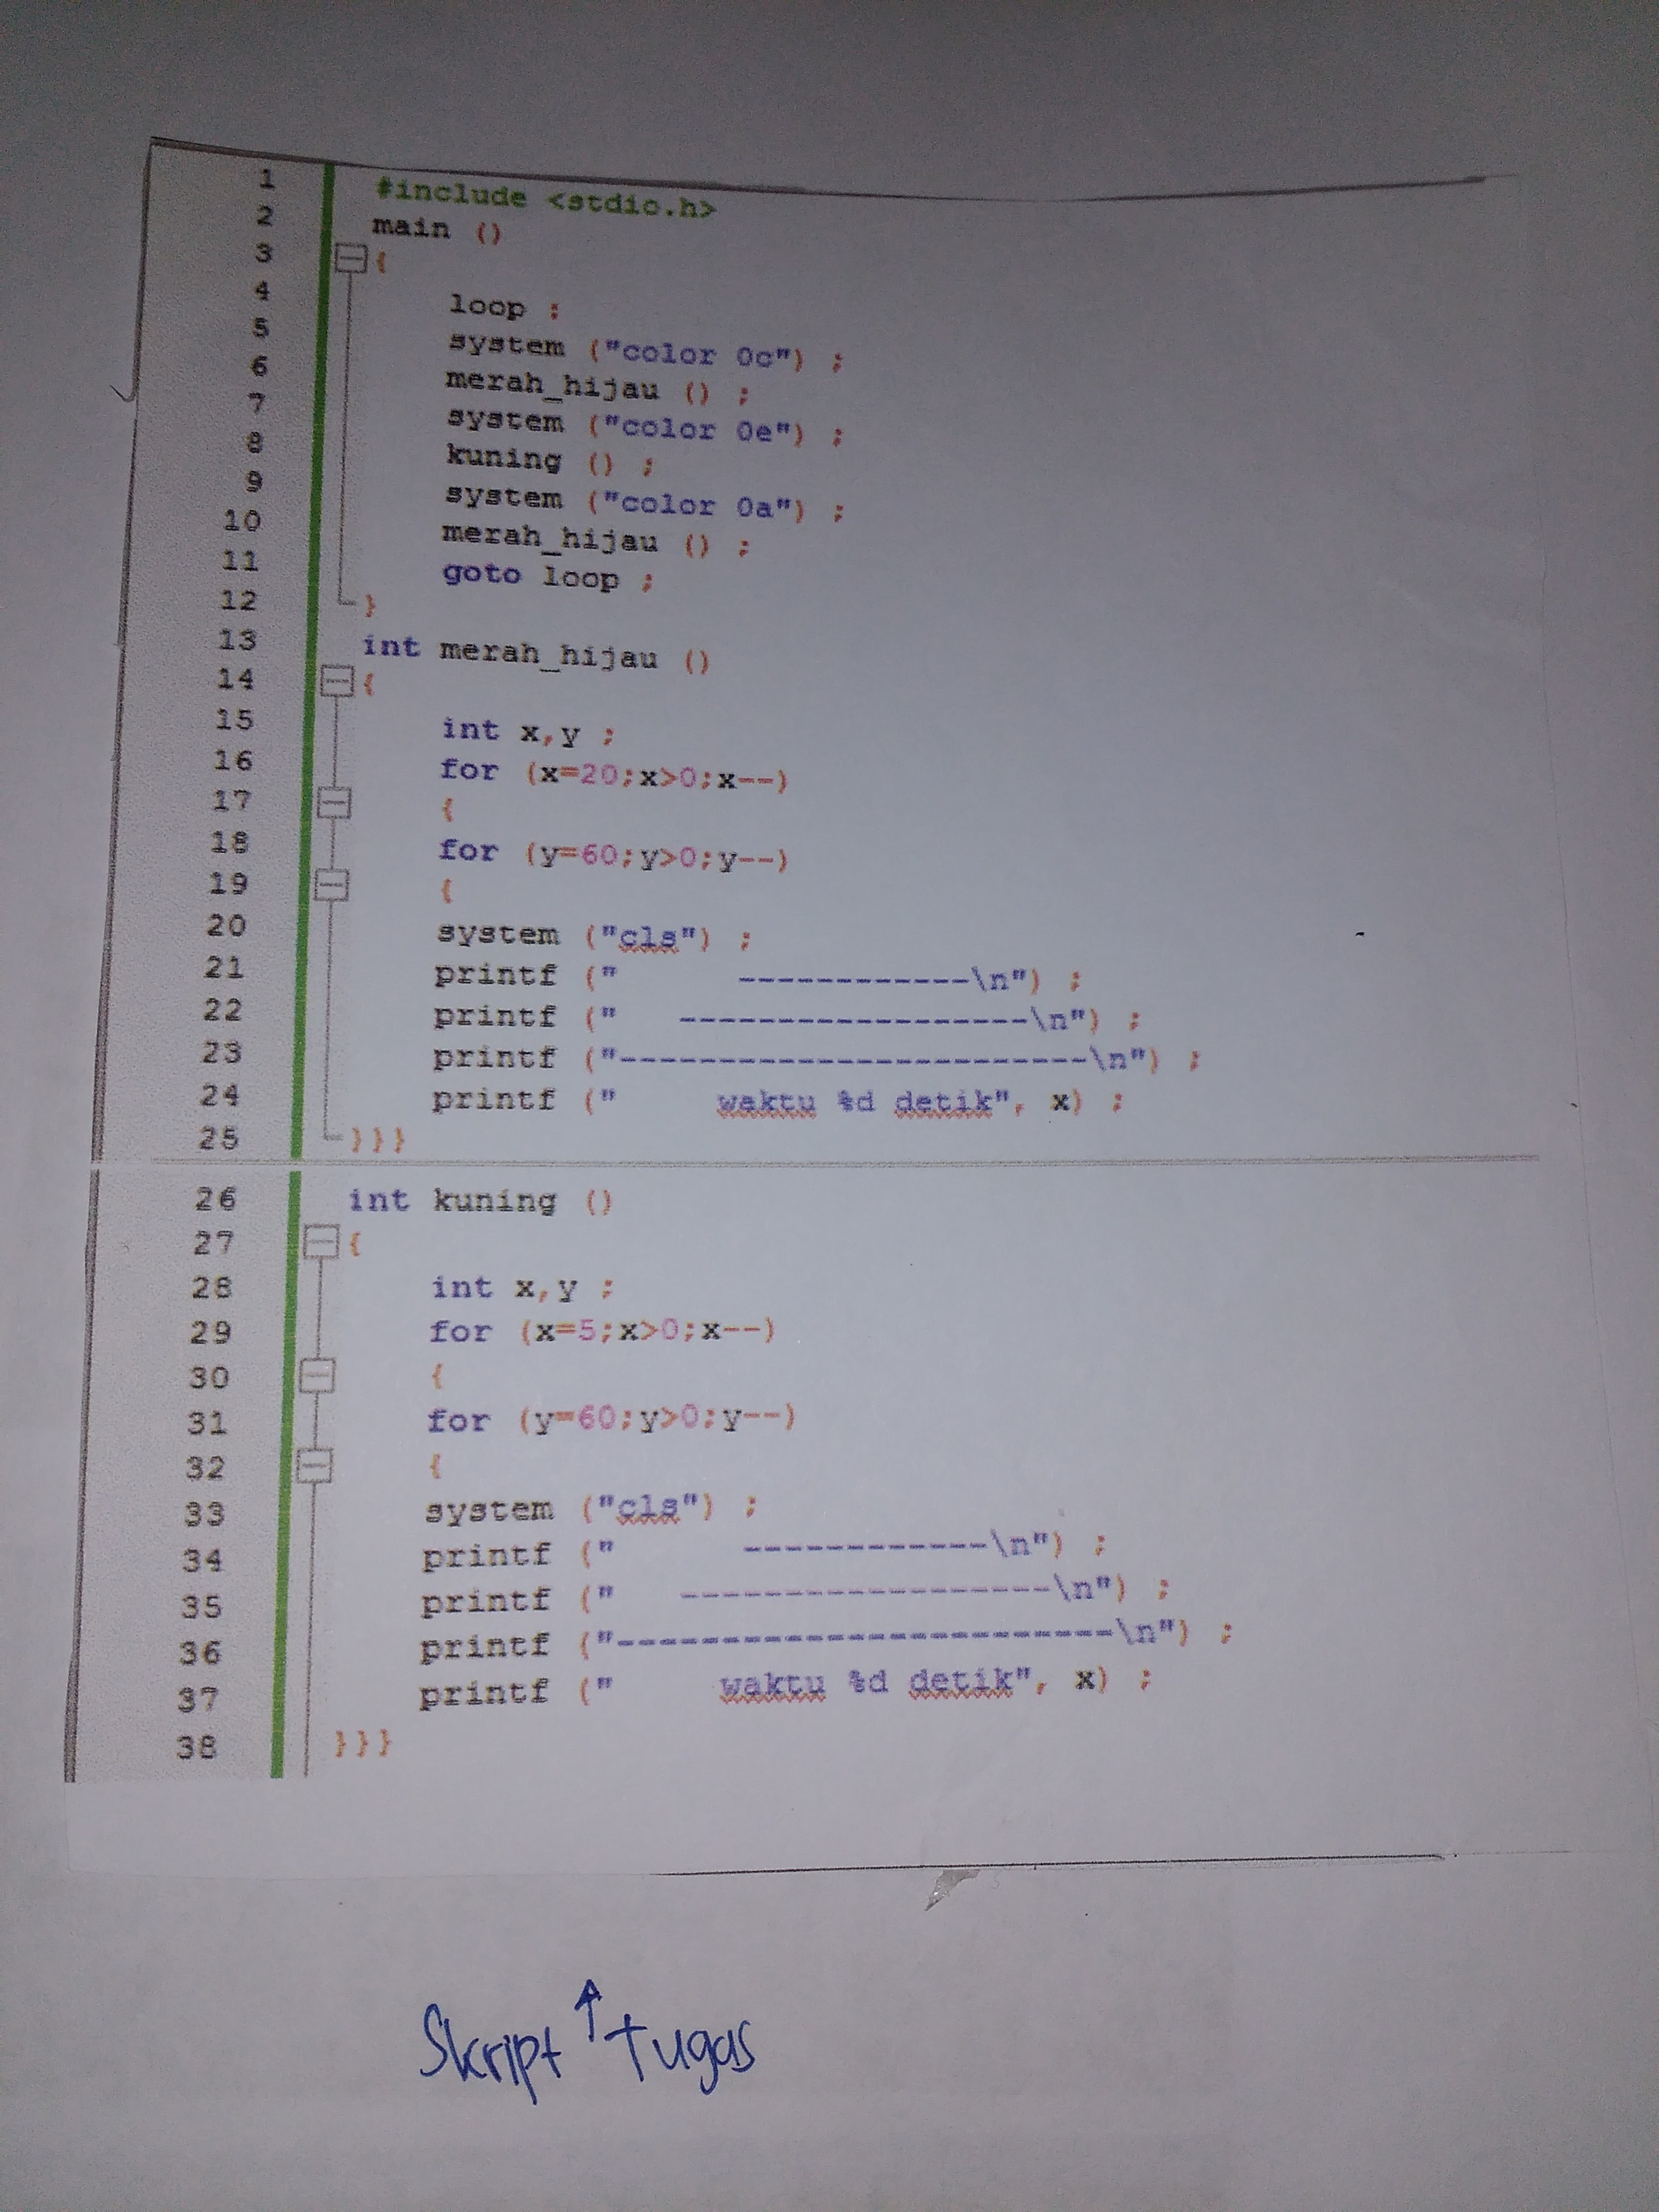 1 #include <stdio.h>
2 main ()
3 {
4 loop ;
5 system ("color 0c") ;
6 merah_hijau () ;
7 system ("color 0e") ;
8 kuning () ;
9 system ("color 0a") ;
10 merah_hijau () ;
11 goto loop ;
12 }
13 int merah_hijau ()
14 {
15 int x,y ;
16 for (x=20;x>0;x--)
17 {
18 for (y=60;y>0;y--)
19 {
20 system ("cls") ;
21 printf ("        ------------\n") ;
22 printf ("    ------------------\n") ;
23 printf ("------------------------\n") ;
24 printf ("      waktu %d detik", x) ;
25 }}}
26 int kuning ()
27 {
28 int x,y ;
29 for (x=5;x>0;x--)
30 {
31 for (y=60;y>0;y--)
32 {
33 system ("cls") ;
34 printf ("        ------------\n") ;
35 printf ("    ------------------\n") ;
36 printf ("------------------------\n") ;
37 printf ("      waktu %d detik", x) ;
38 }}}
Skript ↑ tugas